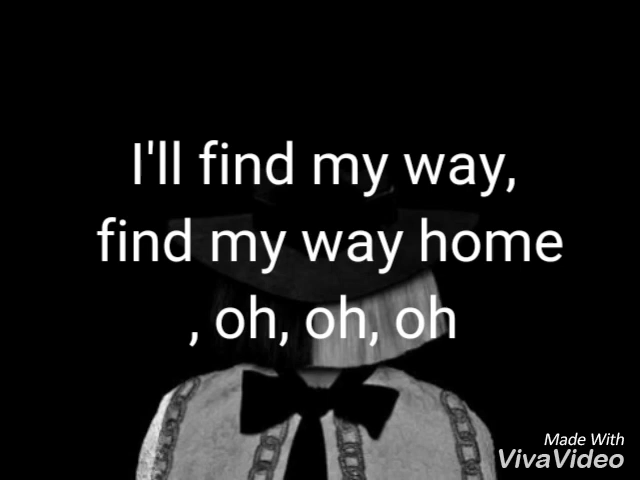 I'll find my way,
find my way home
, oh, oh, oh
Made With
VivaVideo